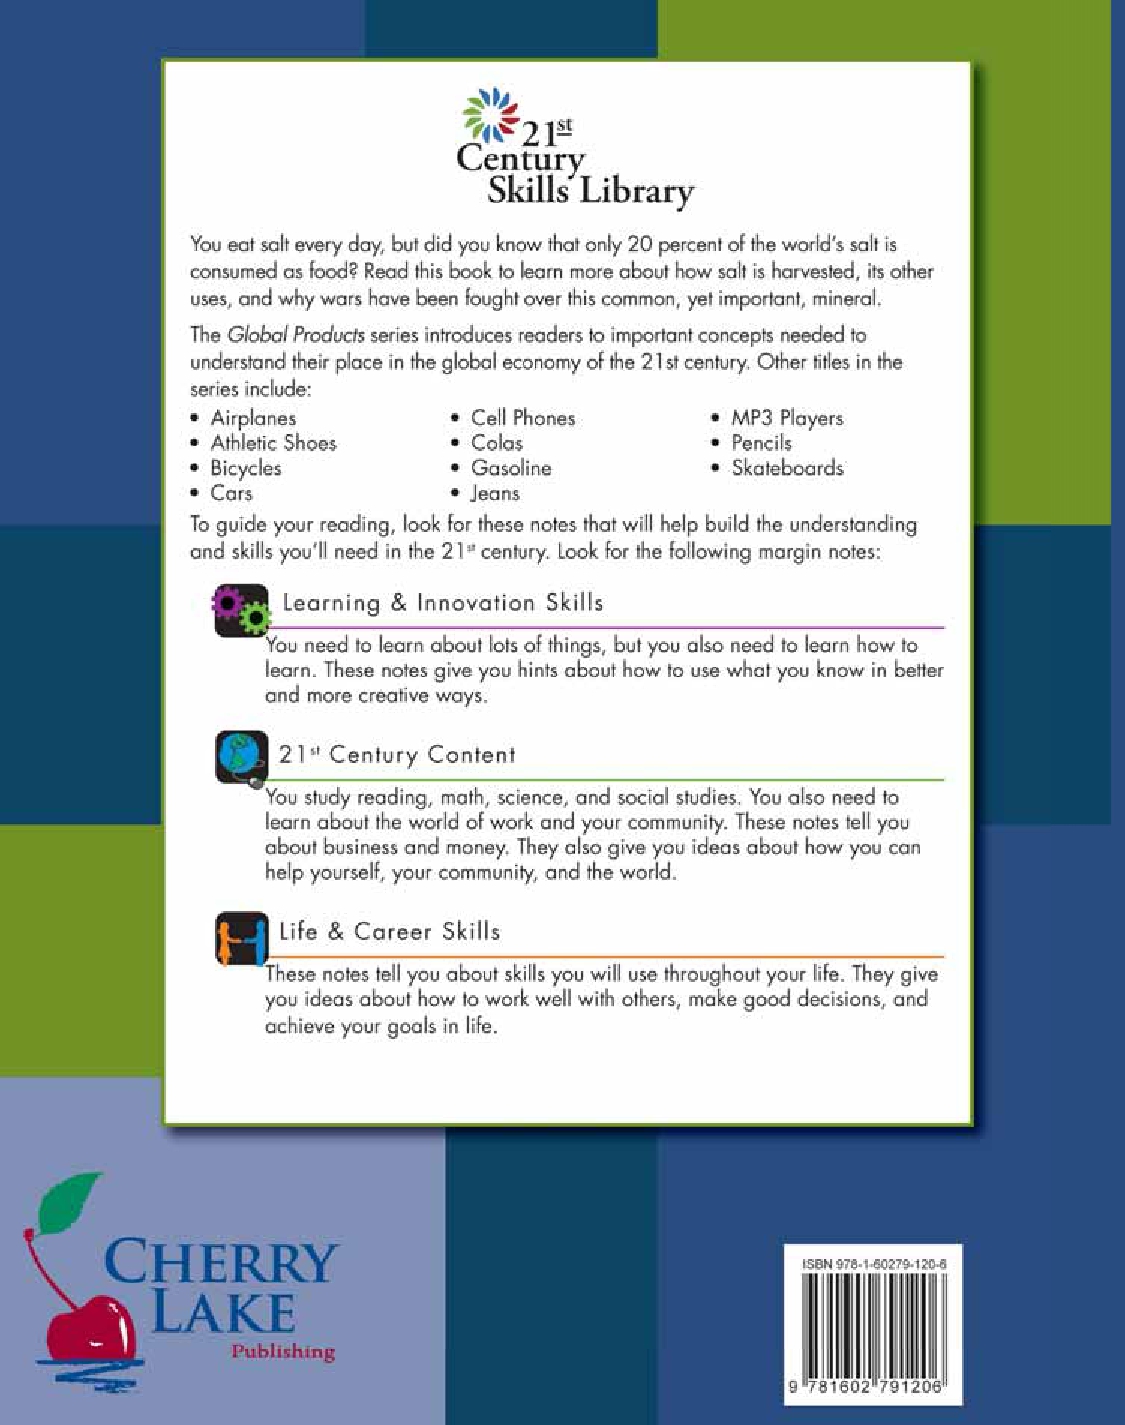 21st
Century
Skills Library
You eat salt every day, but did you know that only 20 percent of the world's salt is
consumed as food? Read this book to learn more about how salt is harvested, its other
uses, and why wars have been fought over this common, yet important, mineral.
The Global Products series introduces readers to important concepts needed to
understand their place in the global economy of the 21st century. Other titles in the
series include:
• Airplanes
• Athletic Shoes
• Bicycles
• Cars
• Cell Phones
• Colas
• Gasoline
• Jeans
• MP3 Players
• Pencils
• Skateboards
To guide your reading, look for these notes that will help build the understanding
and skills you'll need in the 21st century. Look for the following margin notes:
Learning & Innovation Skills
You need to learn about lots of things, but you also need to learn how to
learn. These notes give you hints about how to use what you know in better
and more creative ways.
21st Century Content
You study reading, math, science, and social studies. You also need to
learn about the world of work and your community. These notes tell you
about business and money. They also give you ideas about how you can
help yourself, your community, and the world.
Life & Career Skills
These notes tell you about skills you will use throughout your life. They give
you ideas about how to work well with others, make good decisions, and
achieve your goals in life.
CHERRY
LAKE
Publishing
ISBN 978-1-60279-120-6
9 781602 791206